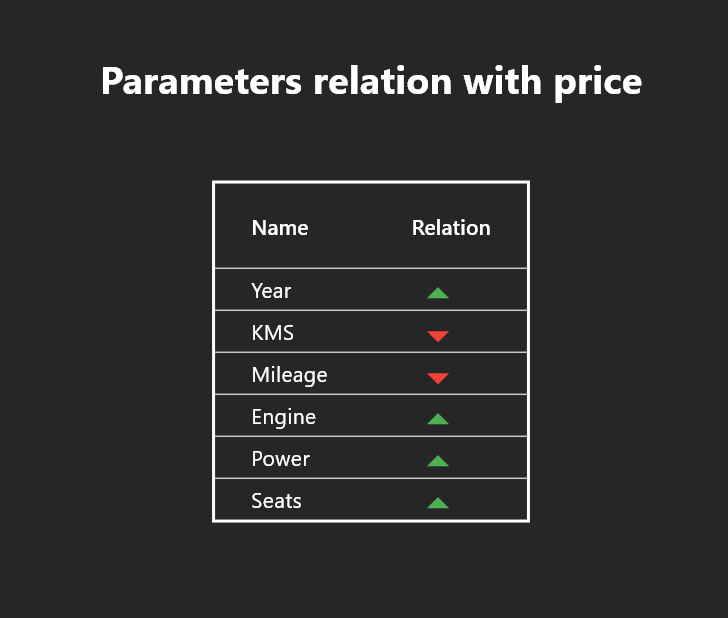 Parameters relation with price
Name Relation
Year
KMS
Mileage
Engine
Power
Seats